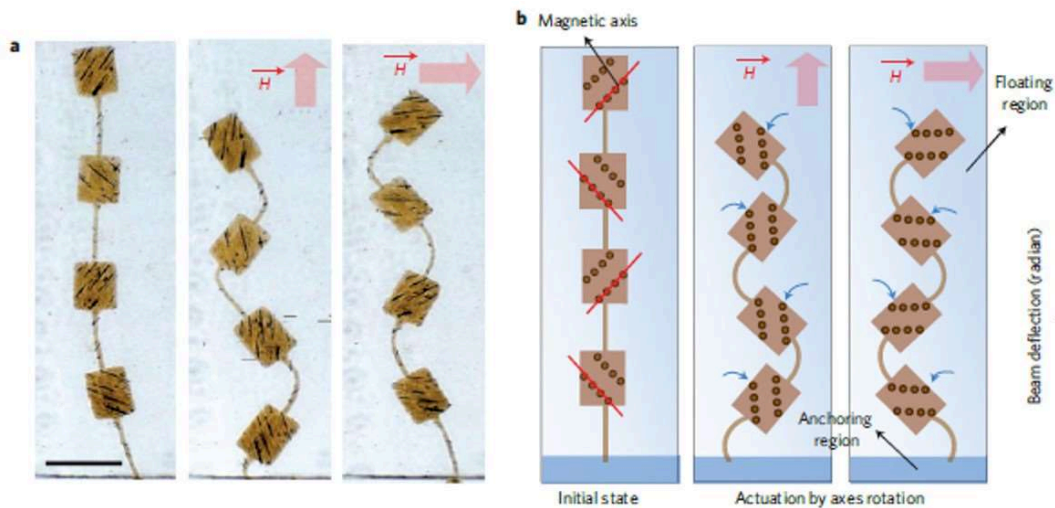 a
H
H
b
Magnetic axis
H
H
Floating
region
Anchoring
region
Beam deflection (radian)
Initial state
Actuation by axes rotation